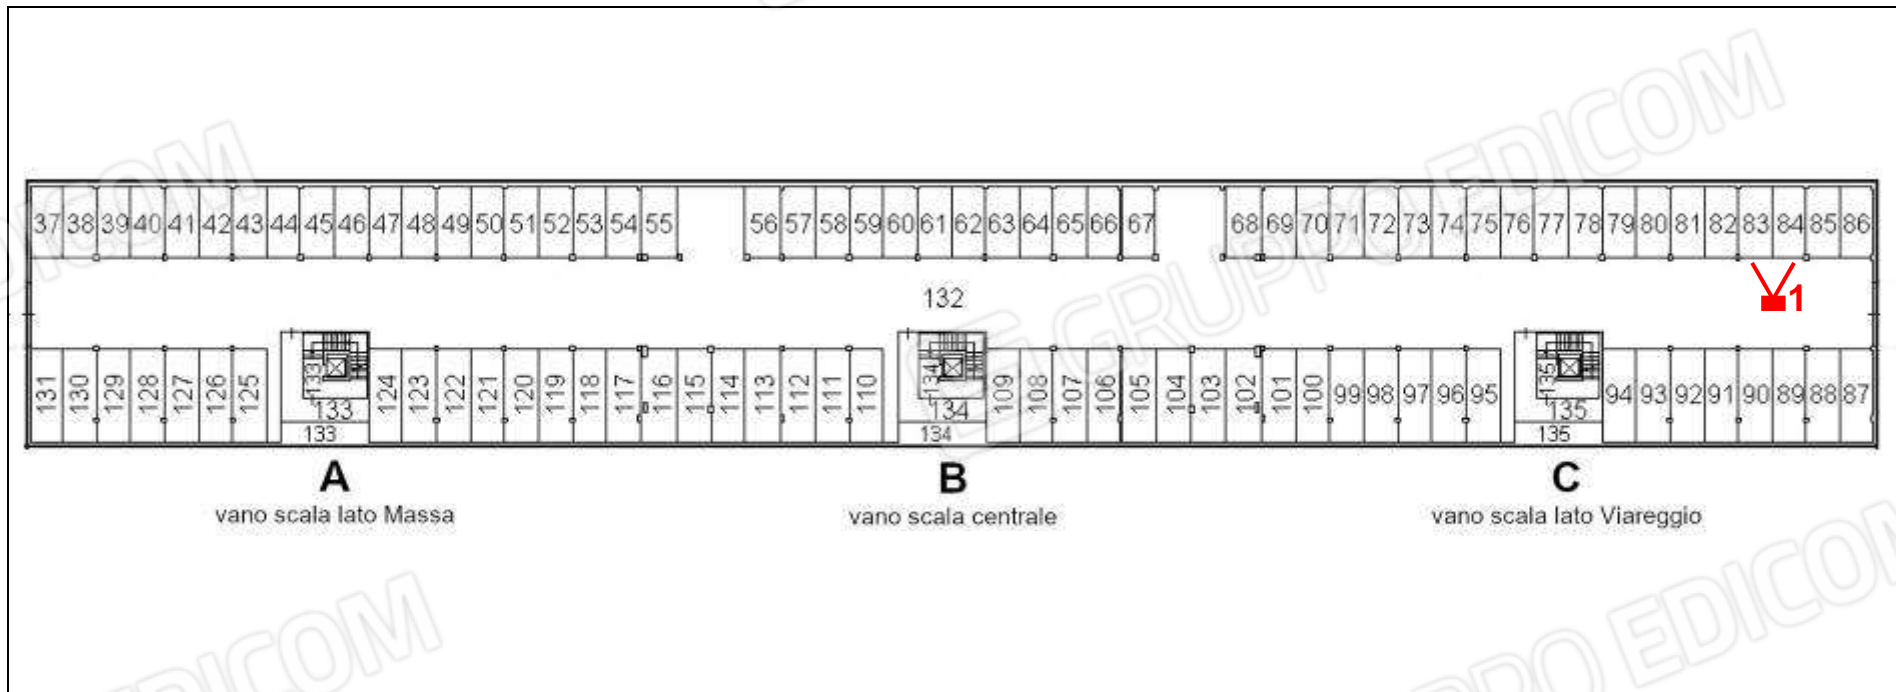 37 38 39 40 41 42 43 44 45 46 47 48 49 50 51 52 53 54 55 56 57 58 59 60 61 62 63 64 65 66 67 68 69 70 71 72 73 74 75 76 77 78 79 80 81 82 83 84 85 86
132
1
131 130 129 128 127 126 125 133 124 123 122 121 120 119 118 117 116 115 114 113 112 111 110 134 109 108 107 106 105 104 103 102 101 100 99 98 97 96 95 135 94 93 92 91 90 89 88 87
133 134 135
133 134 135
A B C
vano scala lato Massa vano scala centrale vano scala lato Viareggio
GRUPPO EDICOM
EDICOM
EDICOM
GRUPPO EDICOM